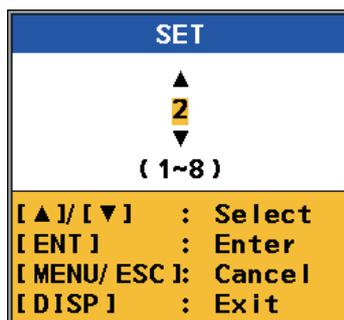 SET
▲
2
▼
(1~8)
[▲]/[▼] : Select
[ENT] : Enter
[MENU/ESC]: Cancel
[DISP] : Exit